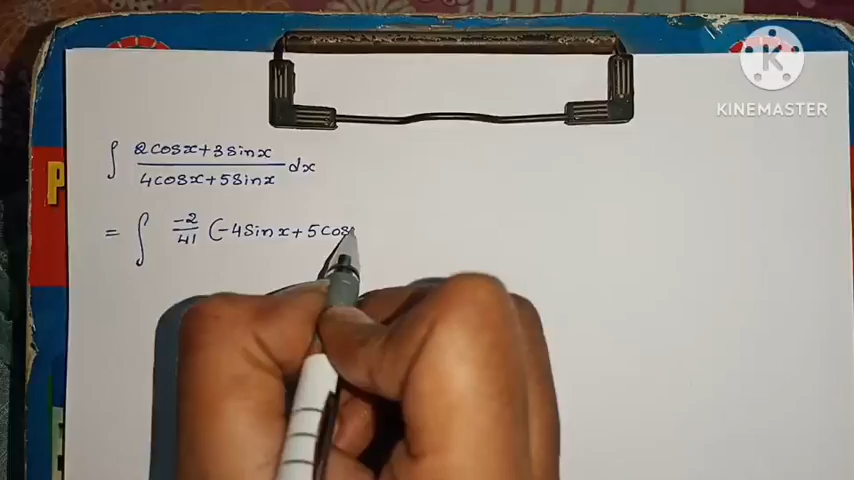 KINEMASTER
∫ (2cosx+3sinx)/(4cosx+5sinx) dx
= ∫ -2/41 (-4sinx+5cos